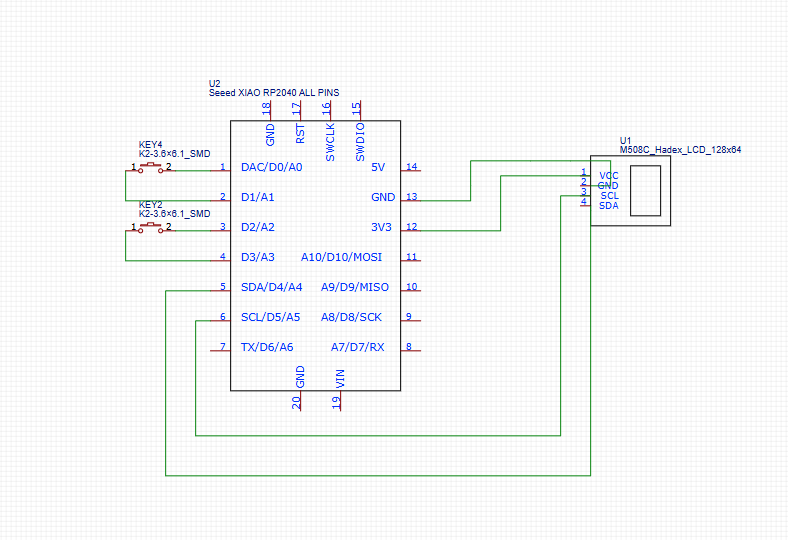 U2
Seeed XIAO RP2040 ALL PINS
18 17 16 15
GND RST SWCLK SWDIO
KEY4
K2-3.6×6.1_SMD
1 2
1 DAC/D0/A0 5V 14
2 D1/A1 GND 13
KEY2
K2-3.6×6.1_SMD
1 2
3 D2/A2 3V3 12
4 D3/A3 A10/D10/MOSI 11
5 SDA/D4/A4 A9/D9/MISO 10
6 SCL/D5/A5 A8/D8/SCK 9
7 TX/D6/A6 A7/D7/RX 8
GND VIN
20 19
U1
M508C_Hadex_LCD_128x64
1 VCC
2 GND
3 SCL
4 SDA